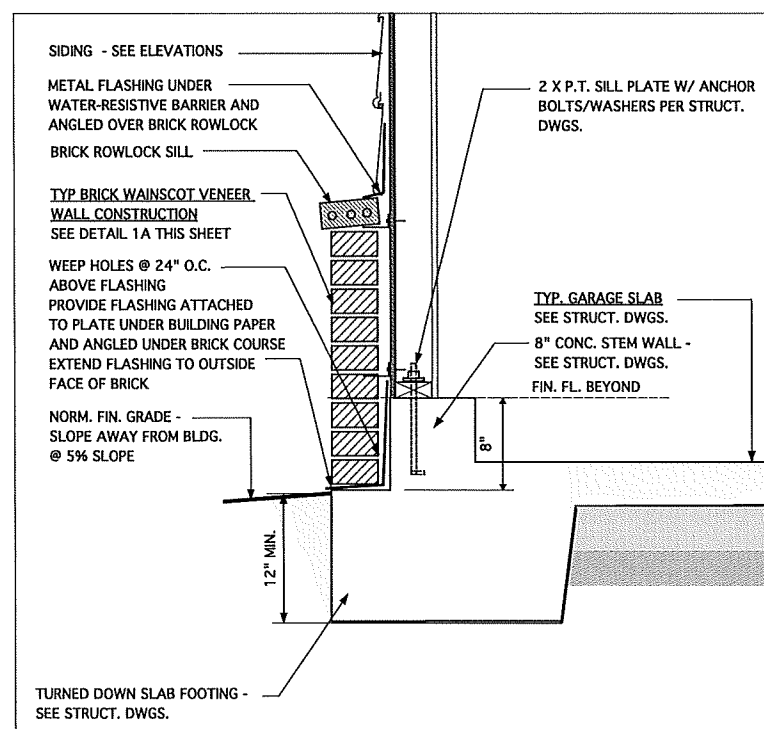 SIDING - SEE ELEVATIONS
METAL FLASHING UNDER
WATER-RESISTIVE BARRIER AND
ANGLED OVER BRICK ROWLOCK
BRICK ROWLOCK SILL
TYP BRICK WAINSCOT VENEER
WALL CONSTRUCTION
SEE DETAIL 1A THIS SHEET
WEEP HOLES @ 24" O.C.
ABOVE FLASHING
PROVIDE FLASHING ATTACHED
TO PLATE UNDER BUILDING PAPER
AND ANGLED UNDER BRICK COURSE
EXTEND FLASHING TO OUTSIDE
FACE OF BRICK
NORM. FIN. GRADE -
SLOPE AWAY FROM BLDG.
@ 5% SLOPE
12" MIN.
TURNED DOWN SLAB FOOTING -
SEE STRUCT. DWGS.
2 X P.T. SILL PLATE W/ ANCHOR
BOLTS/WASHERS PER STRUCT.
DWGS.
TYP. GARAGE SLAB
SEE STRUCT. DWGS.
8" CONC. STEM WALL -
SEE STRUCT. DWGS.
FIN. FL. BEYOND
8"